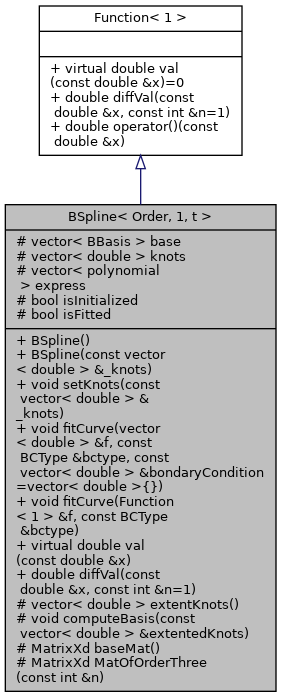 Function< 1 >
+ virtual double val
(const double &x)=0
+ double diffVal(const
double &x, const int &n=1)
+ double operator()(const
double &x)
BSpline< Order, 1, t >
# vector< BBasis > base
# vector< double > knots
# vector< polynomial
> express
# bool isInitialized
# bool isFitted
+ BSpline()
+ BSpline(const vector
< double > &_knots)
+ void setKnots(const
vector< double > &
_knots)
+ void fitCurve(vector
< double > &f, const
BCType &bctype, const
vector< double > &bondaryCondition
=vector< double >{})
+ void fitCurve(Function
< 1 > &f, const BCType
&bctype)
+ virtual double val
(const double &x)
+ double diffVal(const
double &x, const int &n=1)
# vector< double > extentKnots()
# void computeBasis(const
vector< double > &extentedKnots)
# MatrixXd baseMat()
# MatrixXd MatOfOrderThree
(const int &n)